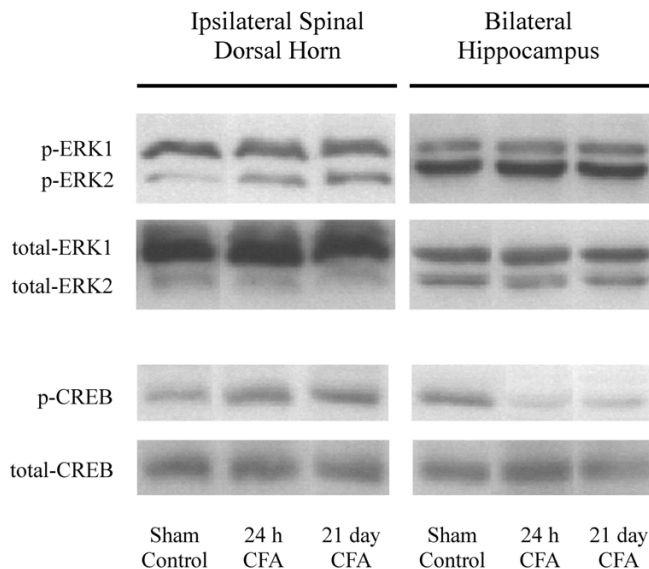 Ipsilateral Spinal
Dorsal Horn
Bilateral
Hippocampus
p-ERK1
p-ERK2
total-ERK1
total-ERK2
p-CREB
total-CREB
Sham
Control
24 h
CFA
21 day
CFA
Sham
Control
24 h
CFA
21 day
CFA